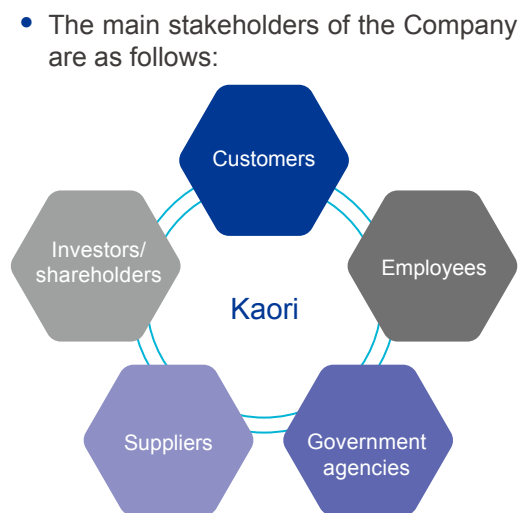 • The main stakeholders of the Company
are as follows:
Customers
Investors/
shareholders
Employees
Kaori
Suppliers
Government
agencies